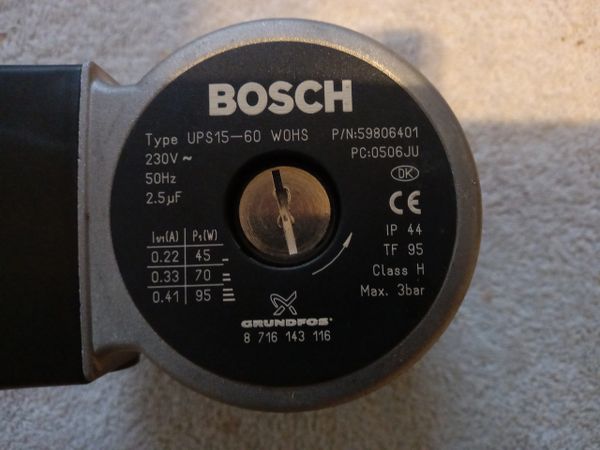 BOSCH
Type UPS15-60 WOHS P/N:59806401
230V ~ PC:0506JU
50Hz DK
2.5µF CE
IP 44
TF 95
Class H
Max. 3bar
I₁/₁(A) P₁(W)
0.22 45
0.33 70
0.41 95
GRUNDFOS
8 716 143 116